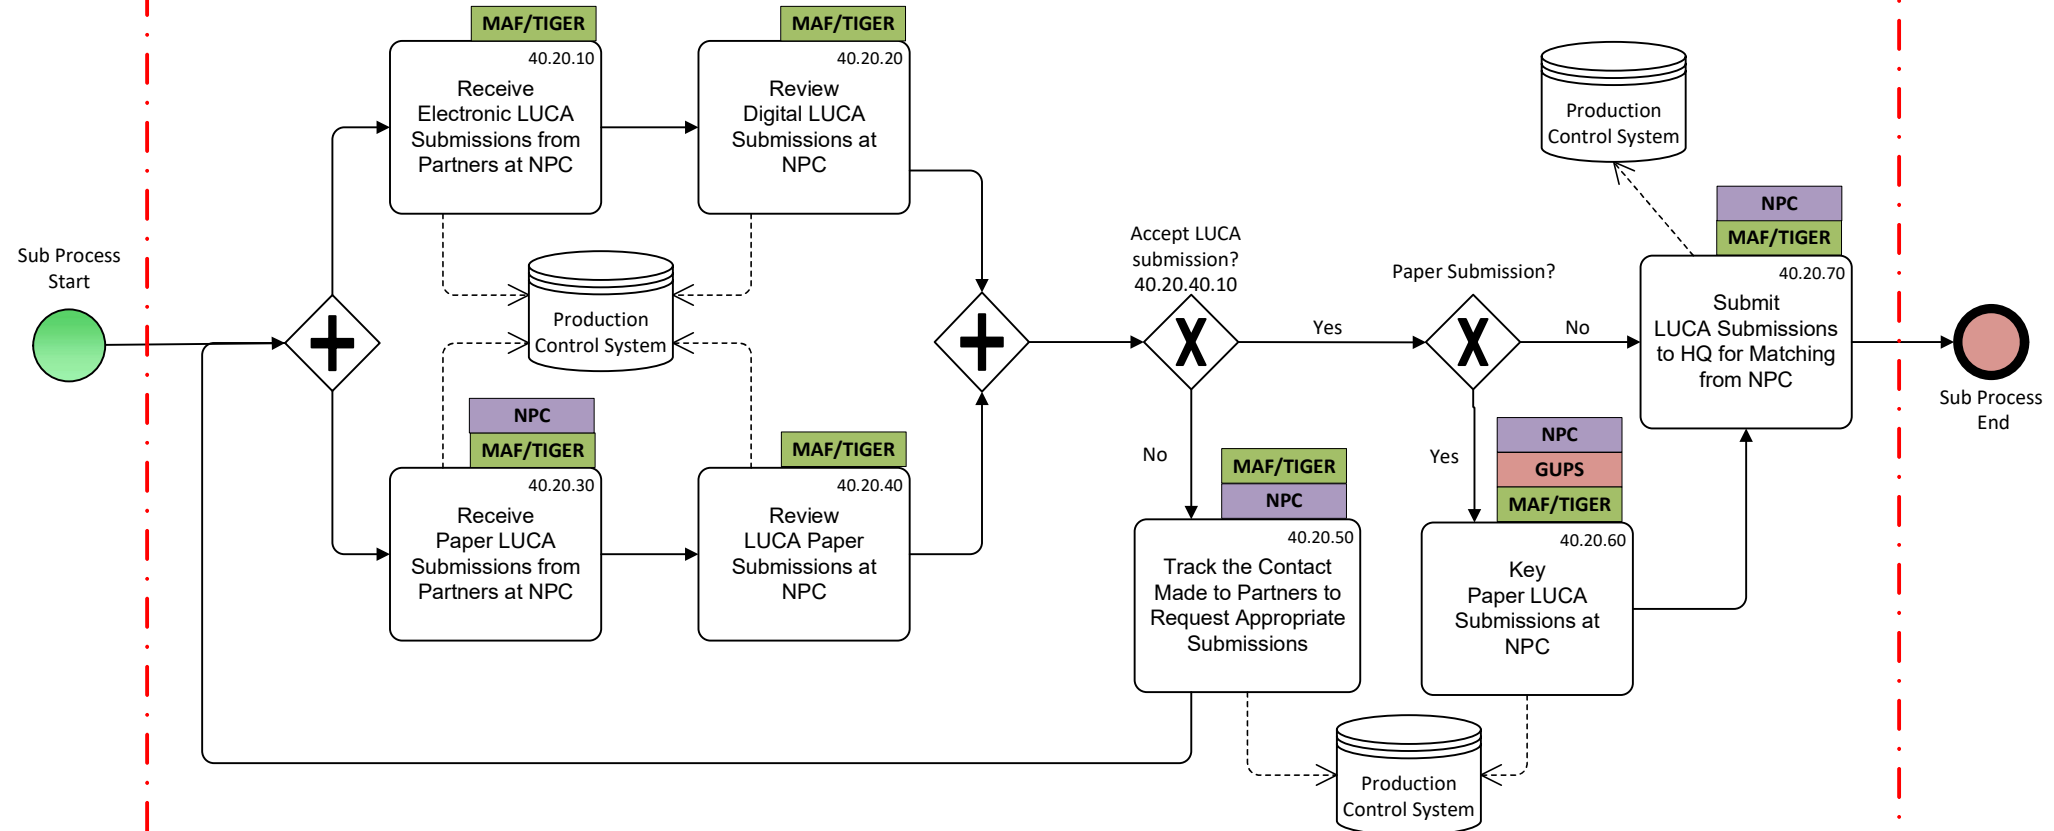 MAF/TIGER
40.20.10
Receive
Electronic LUCA
Submissions from
Partners at NPC
MAF/TIGER
40.20.20
Review
Digital LUCA
Submissions at
NPC
Production
Control System
Sub Process
Start
Production
Control System
NPC
MAF/TIGER
40.20.30
Receive
Paper LUCA
Submissions from
Partners at NPC
MAF/TIGER
40.20.40
Review
LUCA Paper
Submissions at
NPC
Accept LUCA
submission?
40.20.40.10
X
Yes
No
Paper Submission?
X
No
Yes
MAF/TIGER
NPC
40.20.50
Track the Contact
Made to Partners to
Request Appropriate
Submissions
NPC
GUPS
MAF/TIGER
40.20.60
Key
Paper LUCA
Submissions at
NPC
Production
Control System
NPC
MAF/TIGER
40.20.70
Submit
LUCA Submissions
to HQ for Matching
from NPC
Sub Process
End